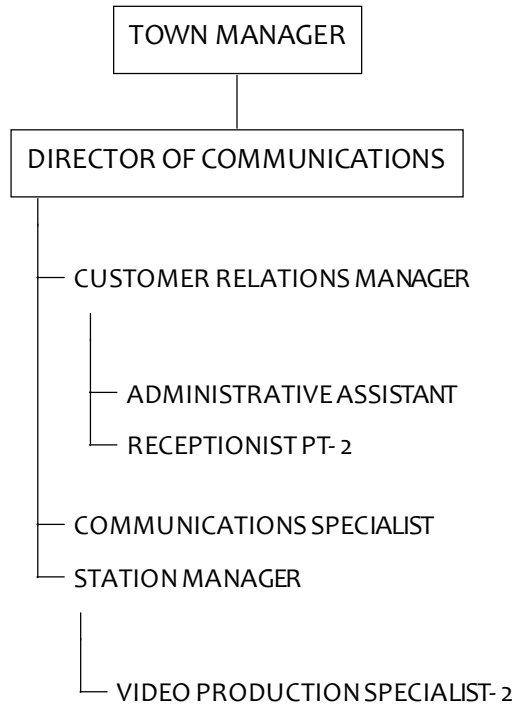 TOWN MANAGER
DIRECTOR OF COMMUNICATIONS
CUSTOMER RELATIONS MANAGER
ADMINISTRATIVE ASSISTANT
RECEPTIONIST PT- 2
COMMUNICATIONS SPECIALIST
STATION MANAGER
VIDEO PRODUCTION SPECIALIST- 2